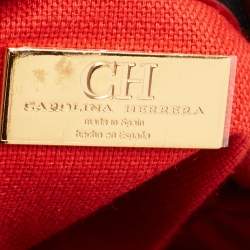 CH
CAROLINA HERRERA
made in Spain
hecho en España